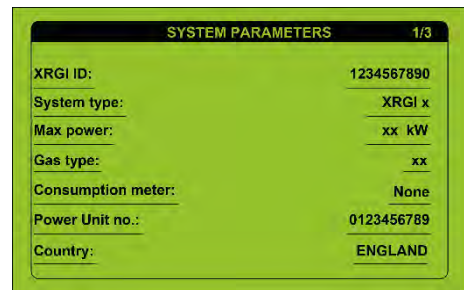 SYSTEM PARAMETERS 1/3
XRGI ID: 1234567890
System type: XRGI x
Max power: xx kW
Gas type: xx
Consumption meter: None
Power Unit no.: 0123456789
Country: ENGLAND